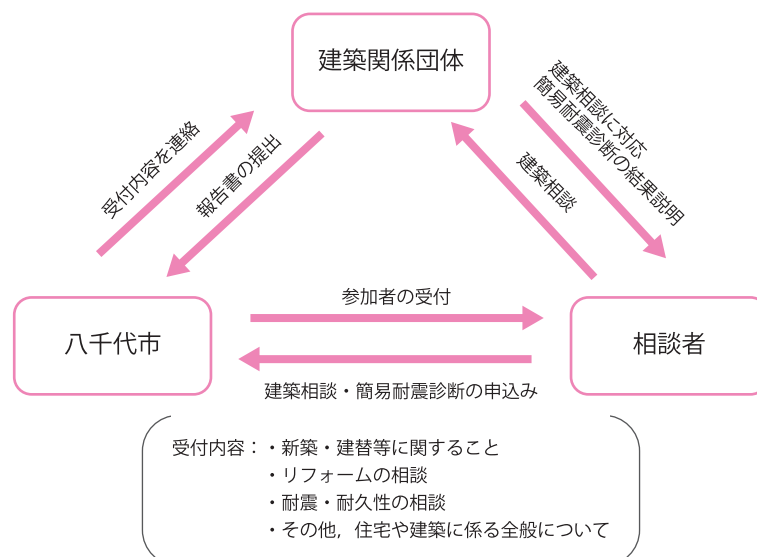 建築関係団体
受付内容を連絡
報告書の提出
建築相談
建築相談に対応
簡易耐震診断の結果説明
八千代市
参加者の受付
相談者
建築相談・簡易耐震診断の申込み
受付内容：・新築・建替等に関すること
・リフォームの相談
・耐震・耐久性の相談
・その他，住宅や建築に係る全般について